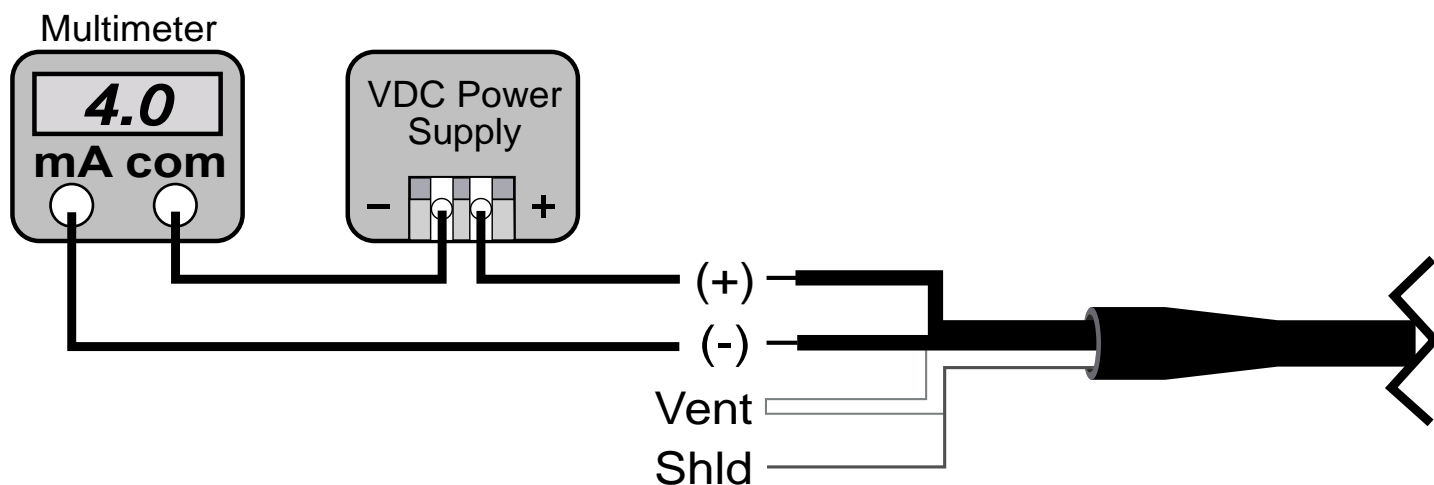 Multimeter
4.0
mA com
VDC Power
Supply
− +
(+)
(-)
Vent
Shld